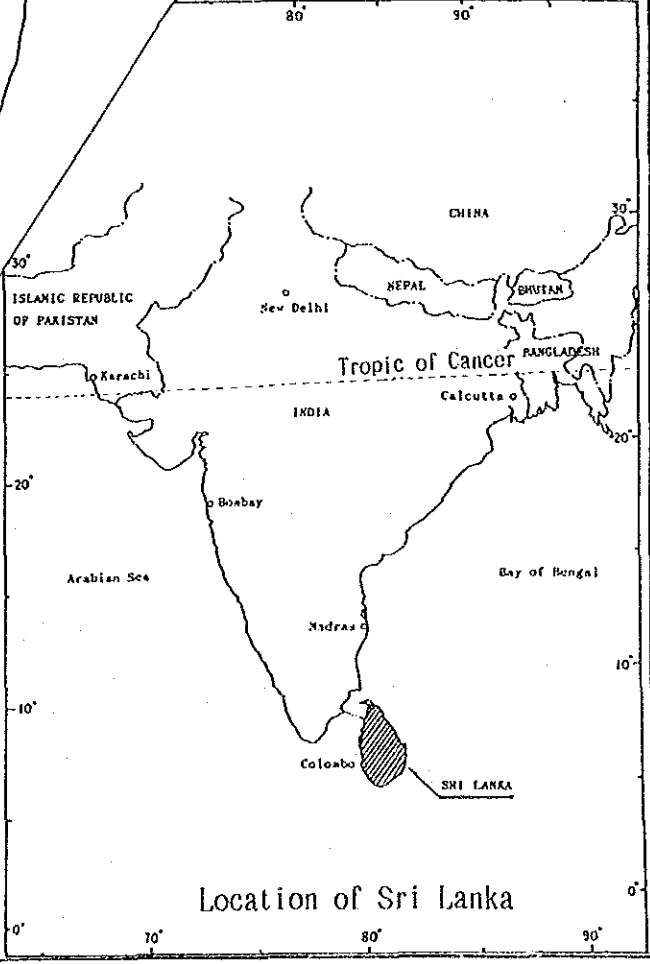 80°
90°
CHINA
30°
30°
ISLAMIC REPUBLIC
OF PAKISTAN
NEPAL
BHUTAN
New Delhi
Tropic of Cancer
BANGLADESH
Karachi
Calcutta
INDIA
20°
20°
Bombay
Arabian Sea
Bay of Bengal
Madras
10°
10°
Colombo
SRI LANKA
Location of Sri Lanka
0°
0°
70°
80°
90°